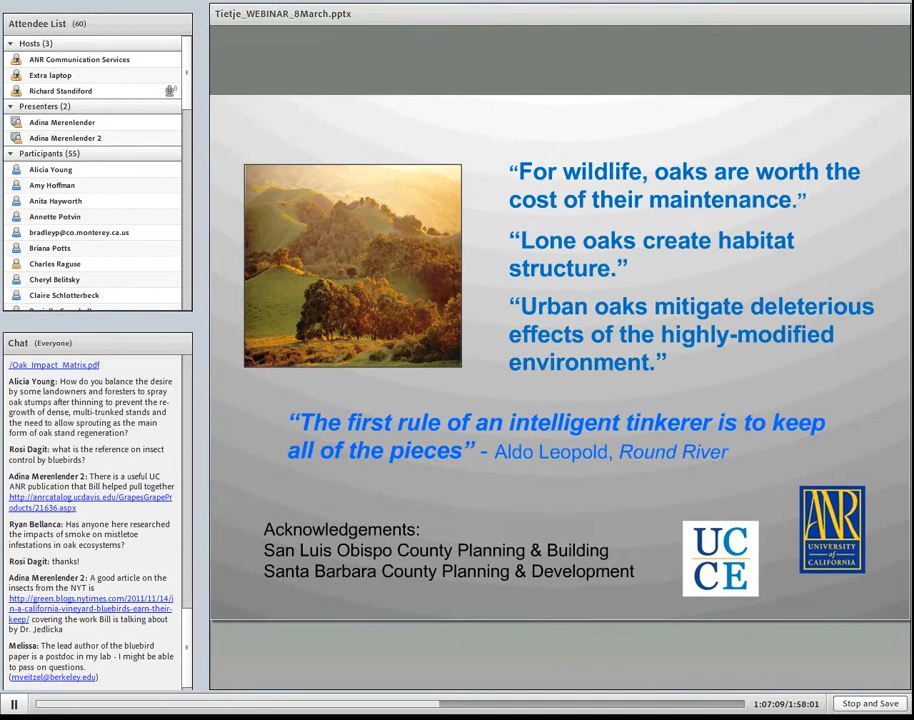 Attendee List (60)
Hosts (3)
ANR Communication Services
Extra laptop
Richard Standiford
Presenters (2)
Adina Merenlender
Adina Merenlender 2
Participants (55)
Alicia Young
Amy Hoffman
Anita Hayworth
Annette Potvin
bradleyp@co.monterey.ca.us
Briana Potts
Charles Raguse
Cheryl Belitsky
Claire Schlotterbeck
Chat (Everyone)
/Oak_Impact_Matrix.pdf
Alicia Young: How do you balance the desire
by some landowners and foresters to spray
oak stumps after thinning to prevent the re-
growth of dense, multi-trunked stands and
the need to allow sprouting as the main
form of oak stand regeneration?
Rosi Dagit: what is the reference on insect
control by bluebirds?
Adina Merenlender 2: There is a useful UC
ANR publication that Bill helped pull together
http://anrcatalog.ucdavis.edu/GrapesGrapePr
oducts/21636.aspx
Ryan Bellanca: Has anyone here researched
the impacts of smoke on mistletoe
infestations in oak ecosystems?
Rosi Dagit: thanks!
Adina Merenlender 2: A good article on the
insects from the NYT is
http://green.blogs.nytimes.com/2011/11/14/i
n-a-california-vineyard-bluebirds-earn-their-
keep/ covering the work Bill is talking about
by Dr. Jedlicka
Melissa: The lead author of the bluebird
paper is a postdoc in my lab - I might be able
to pass on questions.
(mveitzel@berkeley.edu)
Tietje_WEBINAR_8March.pptx
“For wildlife, oaks are worth the
cost of their maintenance.”
“Lone oaks create habitat
structure.”
“Urban oaks mitigate deleterious
effects of the highly-modified
environment.”
“The first rule of an intelligent tinkerer is to keep
all of the pieces” - Aldo Leopold, Round River
Acknowledgements:
San Luis Obispo County Planning & Building
Santa Barbara County Planning & Development
UC
CE
ANR
UNIVERSITY
of
CALIFORNIA
1:07:09/1:58:01
Stop and Save